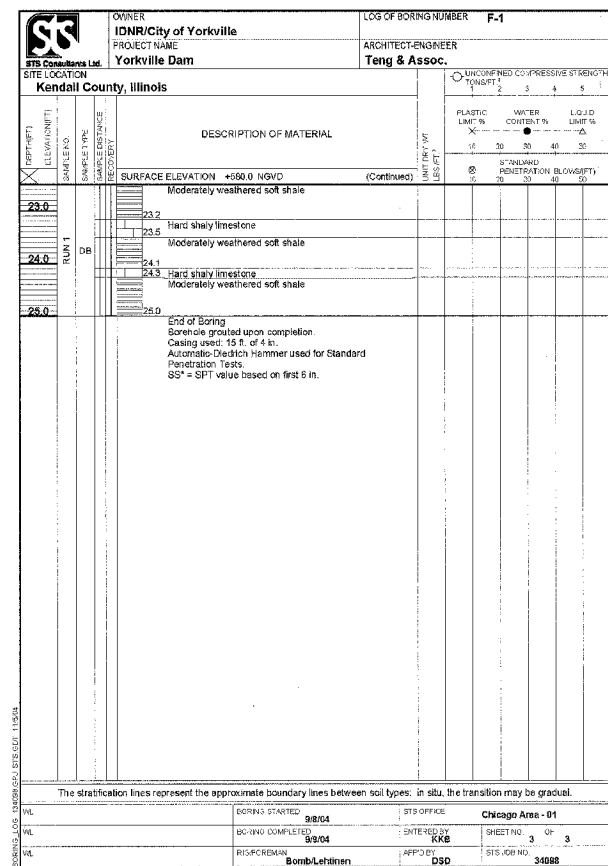 STS
STS Consultants Ltd.
OWNER
IDNR/City of Yorkville
LOG OF BORING NUMBER F-1
PROJECT NAME
Yorkville Dam
ARCHITECT-ENGINEER
Teng & Assoc.
SITE LOCATION
Kendall County, Illinois
UNCONFINED COMPRESSIVE STRENGTH
TONS/FT.²
1 2 3 4 5
DEPTH(FT)
ELEVATION(FT)
SAMPLE NO.
SAMPLE TYPE
SAMPLE DISTANCE
RECOVERY
DESCRIPTION OF MATERIAL
UNIT DRY WT.
LBS/FT.³
PLASTIC LIMIT %
WATER CONTENT %
LIQUID LIMIT %
10 20 30 40 50
STANDARD
PENETRATION BLOWS/(FT)
10 20 30 40 50
SURFACE ELEVATION +580.0 NGVD (Continued)
Moderately weathered soft shale
23.0
23.2
Hard shaly limestone
23.5
Moderately weathered soft shale
RUN 1
DB
24.0
24.1
24.3 Hard shaly limestone
Moderately weathered soft shale
25.0
25.0
End of Boring
Borehole grouted upon completion.
Casing used: 15 ft. of 4 in.
Automatic-Diedrich Hammer used for Standard
Penetration Tests.
SS* = SPT value based on first 6 in.
The stratification lines represent the approximate boundary lines between soil types: in situ, the transition may be gradual.
WL
BORING STARTED 9/8/04
STS OFFICE Chicago Area - 01
WL
BORING COMPLETED 9/9/04
ENTERED BY KKB
SHEET NO. 3 OF 3
WL
RIG/FOREMAN Bomb/Lehtinen
APP'D BY DSD
STS JOB NO. 34098